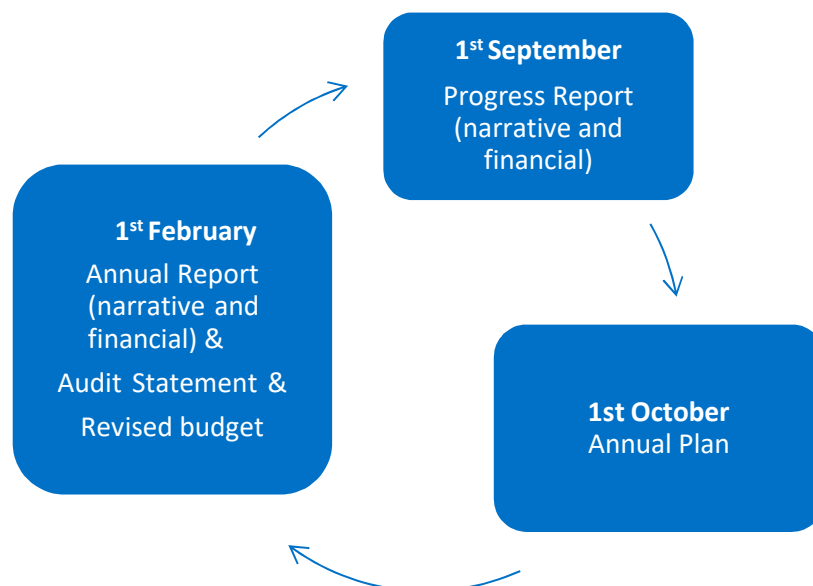 1st September
Progress Report
(narrative and
financial)
1st February
Annual Report
(narrative and
financial) &
Audit Statement &
Revised budget
1st October
Annual Plan